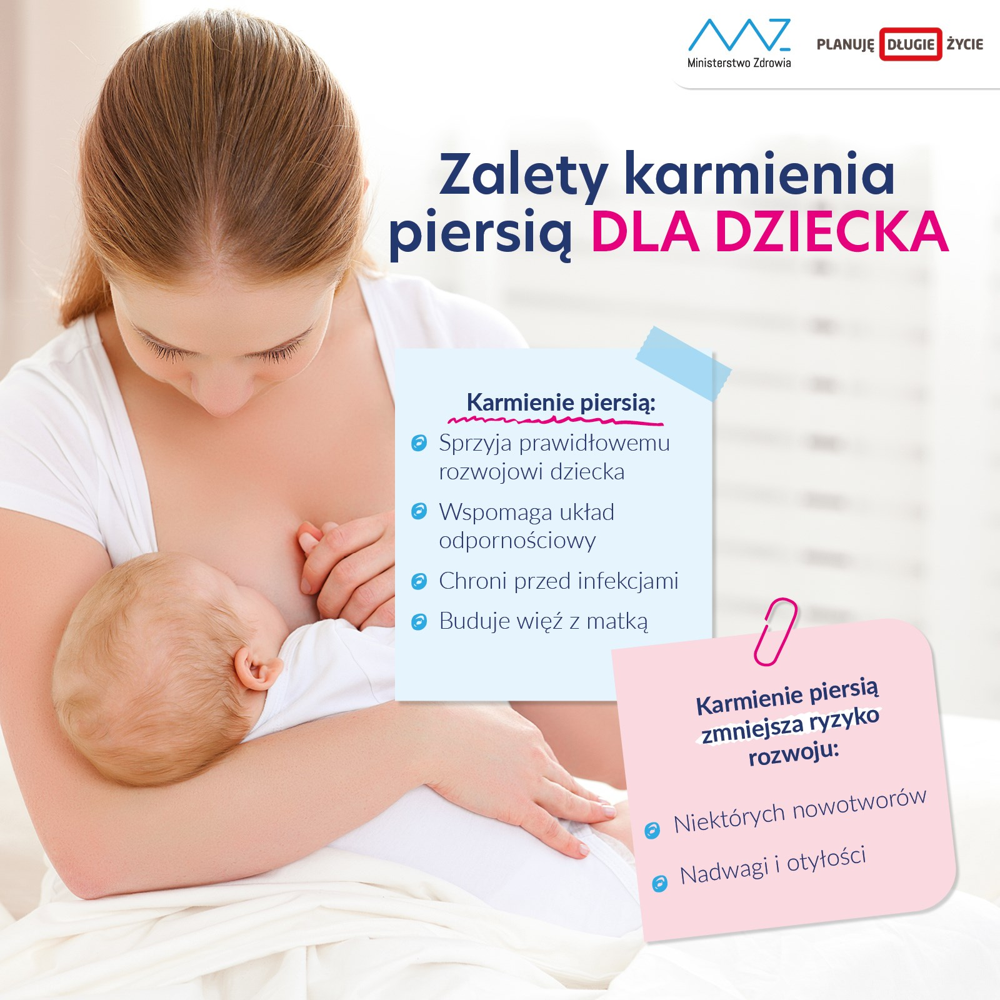 Ministerstwo Zdrowia
PLANUJĘ DŁUGIE ŻYCIE
Zalety karmienia
piersią DLA DZIECKA
Karmienie piersią:
Sprzyja prawidłowemu
rozwojowi dziecka
Wspomaga układ
odpornościowy
Chroni przed infekcjami
Buduje więź z matką
Karmienie piersią
zmniejsza ryzyko
rozwoju:
Niektórych nowotworów
Nadwagi i otyłości